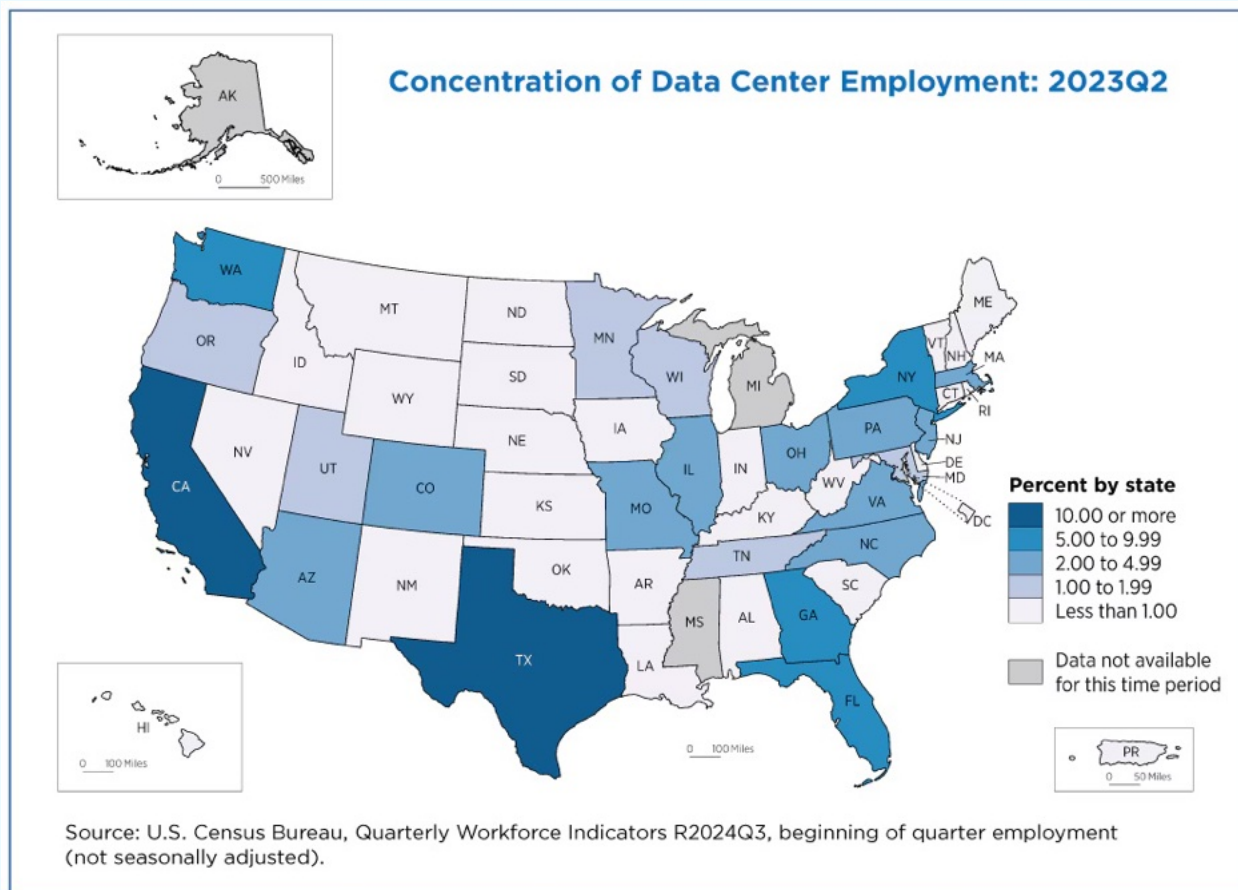 AK
0 500 Miles
Concentration of Data Center Employment: 2023Q2
WA
MT
ND
MN
ME
OR
ID
SD
WI
MI
VT
NH
MA
NY
WY
CT
RI
IA
NE
PA
NJ
NV
UT
IL
IN
OH
DE
MD
CO
WV
CA
KS
MO
VA
DC
KY
NC
TN
AZ
NM
OK
AR
SC
MS
AL
GA
TX
LA
FL
Percent by state
10.00 or more
5.00 to 9.99
2.00 to 4.99
1.00 to 1.99
Less than 1.00
Data not available
for this time period
HI
0 100 Miles
0 100 Miles
PR
0 50 Miles
Source: U.S. Census Bureau, Quarterly Workforce Indicators R2024Q3, beginning of quarter employment
(not seasonally adjusted).